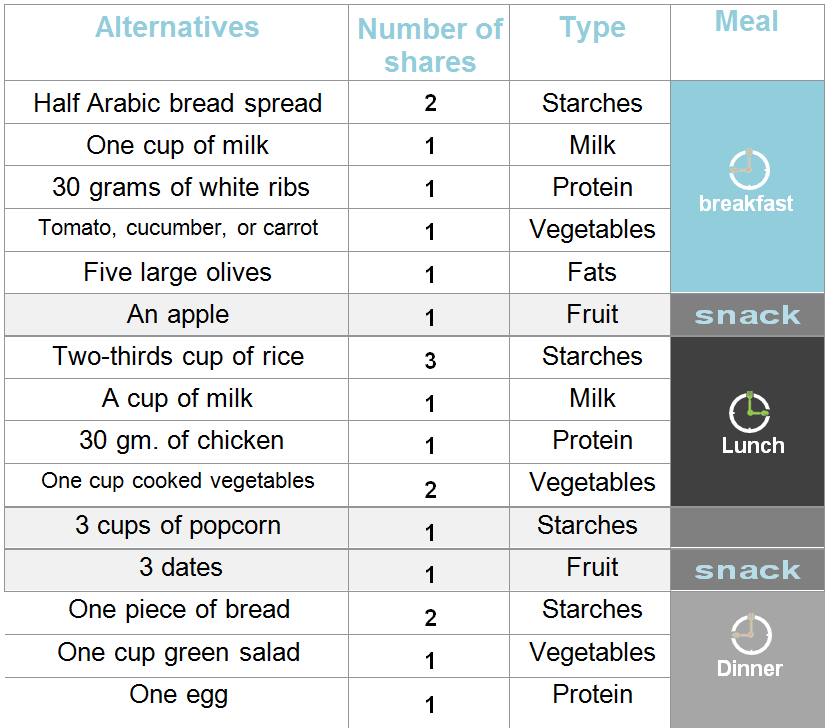 Alternatives Number of shares Type Meal
Half Arabic bread spread 2 Starches
One cup of milk 1 Milk
30 grams of white ribs 1 Protein
breakfast
Tomato, cucumber, or carrot 1 Vegetables
Five large olives 1 Fats
An apple 1 Fruit snack
Two-thirds cup of rice 3 Starches
A cup of milk 1 Milk
30 gm. of chicken 1 Protein
Lunch
One cup cooked vegetables 2 Vegetables
3 cups of popcorn 1 Starches
3 dates 1 Fruit snack
One piece of bread 2 Starches
One cup green salad 1 Vegetables
Dinner
One egg 1 Protein